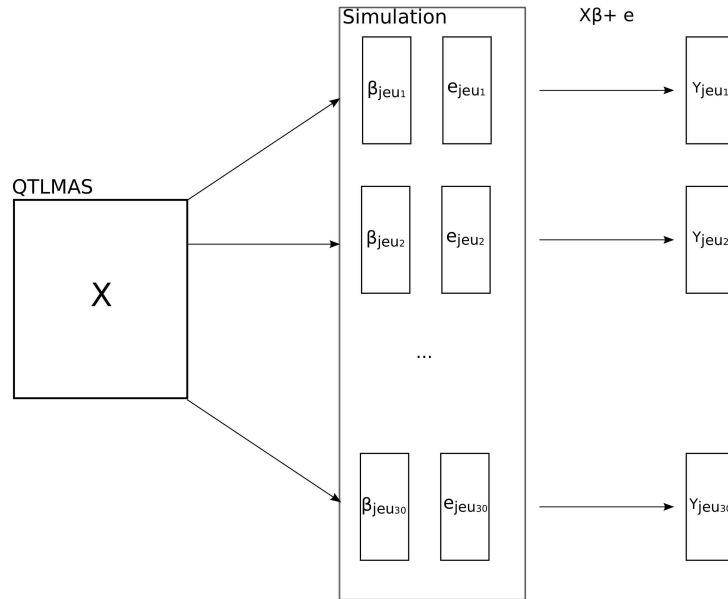 Simulation
Xβ+ e
βjeu1 ejeu1 Yjeu1
QTLMAS
X
βjeu2 ejeu2 Yjeu2
...
βjeu30 ejeu30 Yjeu30